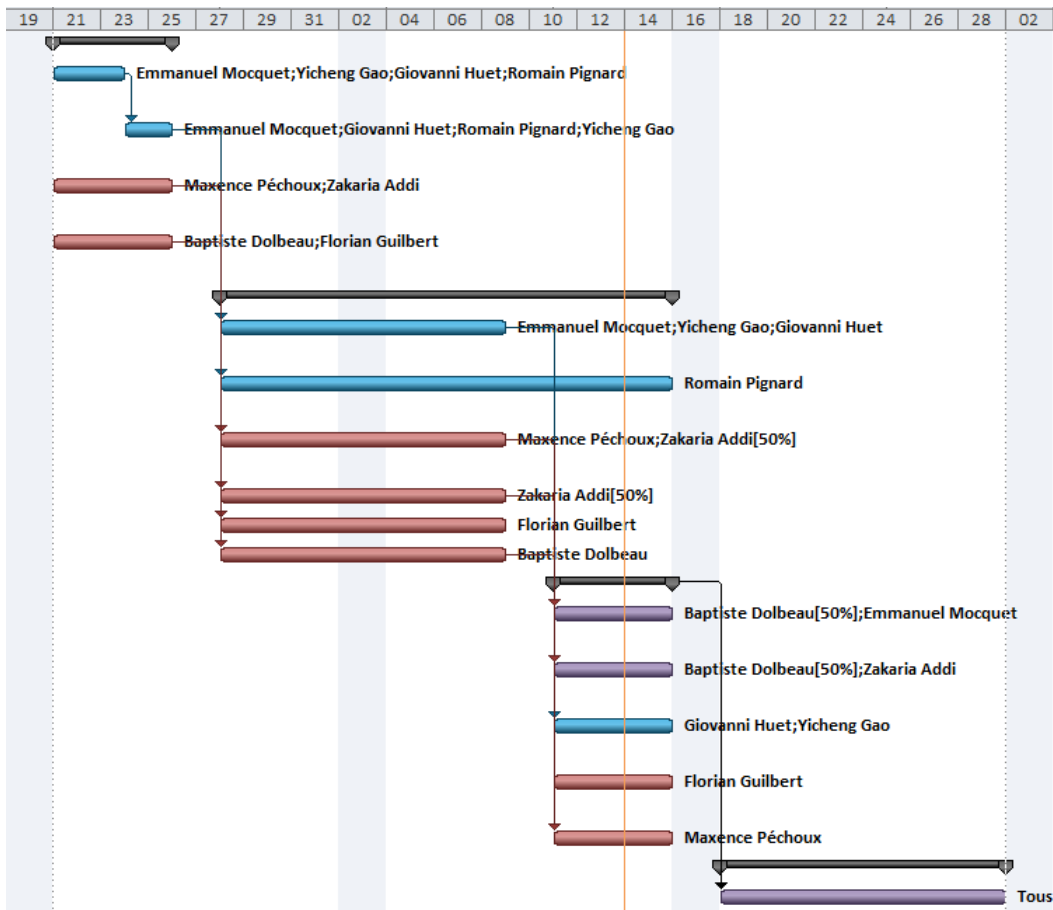 19 21 23 25 27 29 31 02 04 06 08 10 12 14 16 18 20 22 24 26 28 02
Emmanuel Mocquet;Yicheng Gao;Giovanni Huet;Romain Pignard
Emmanuel Mocquet;Giovanni Huet;Romain Pignard;Yicheng Gao
Maxence Péchoux;Zakaria Addi
Baptiste Dolbeau;Florian Guilbert
Emmanuel Mocquet;Yicheng Gao;Giovanni Huet
Romain Pignard
Maxence Péchoux;Zakaria Addi[50%]
Zakaria Addi[50%]
Florian Guilbert
Baptiste Dolbeau
Baptiste Dolbeau[50%];Emmanuel Mocquet
Baptiste Dolbeau[50%];Zakaria Addi
Giovanni Huet;Yicheng Gao
Florian Guilbert
Maxence Péchoux
Tous